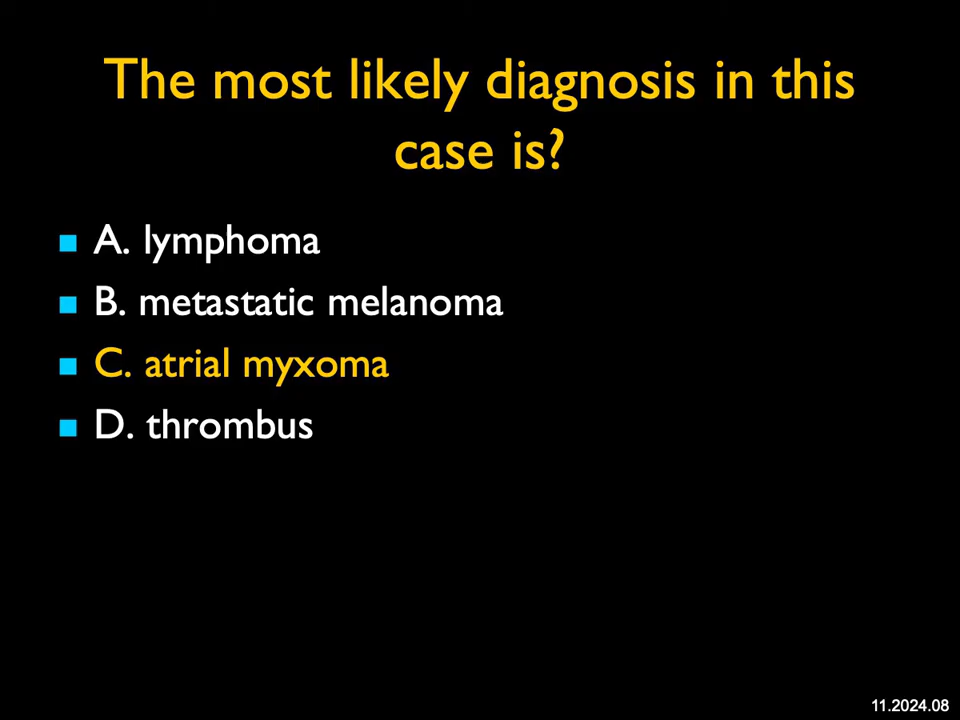 The most likely diagnosis in this
case is?
A. lymphoma
B. metastatic melanoma
C. atrial myxoma
D. thrombus
11.2024.08